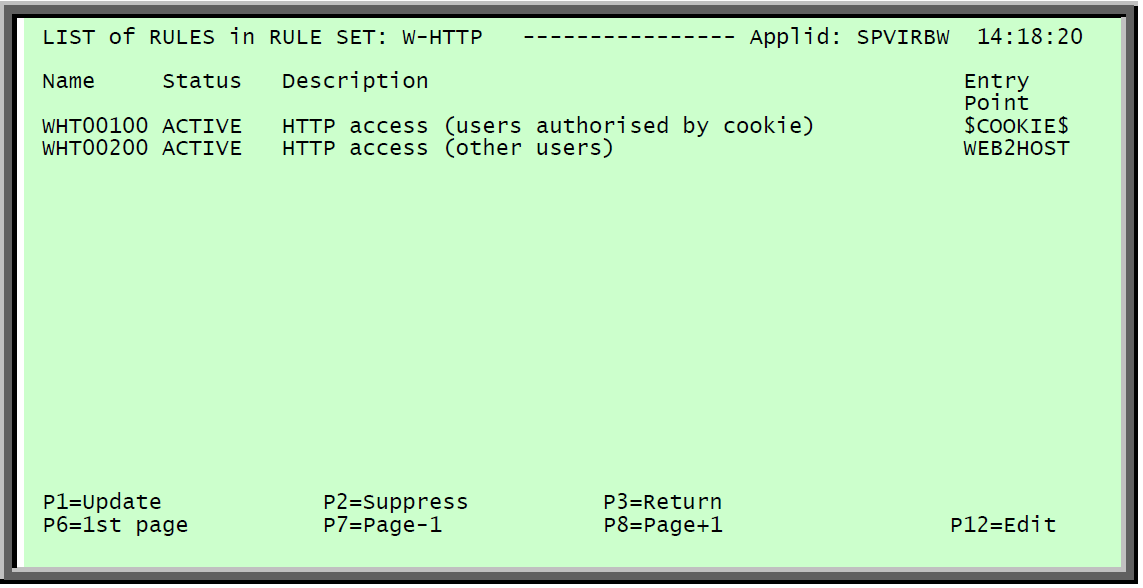 LIST of RULES in RULE SET: W-HTTP   ---------------- Applid: SPVIRBW  14:18:20
Name     Status   Description                                        Entry
                                                                     Point
WHT00100 ACTIVE   HTTP access (users authorised by cookie)           $COOKIE$
WHT00200 ACTIVE   HTTP access (other users)                          WEB2HOST
P1=Update            P2=Suppress          P3=Return
P6=1st page          P7=Page-1            P8=Page+1                 P12=Edit